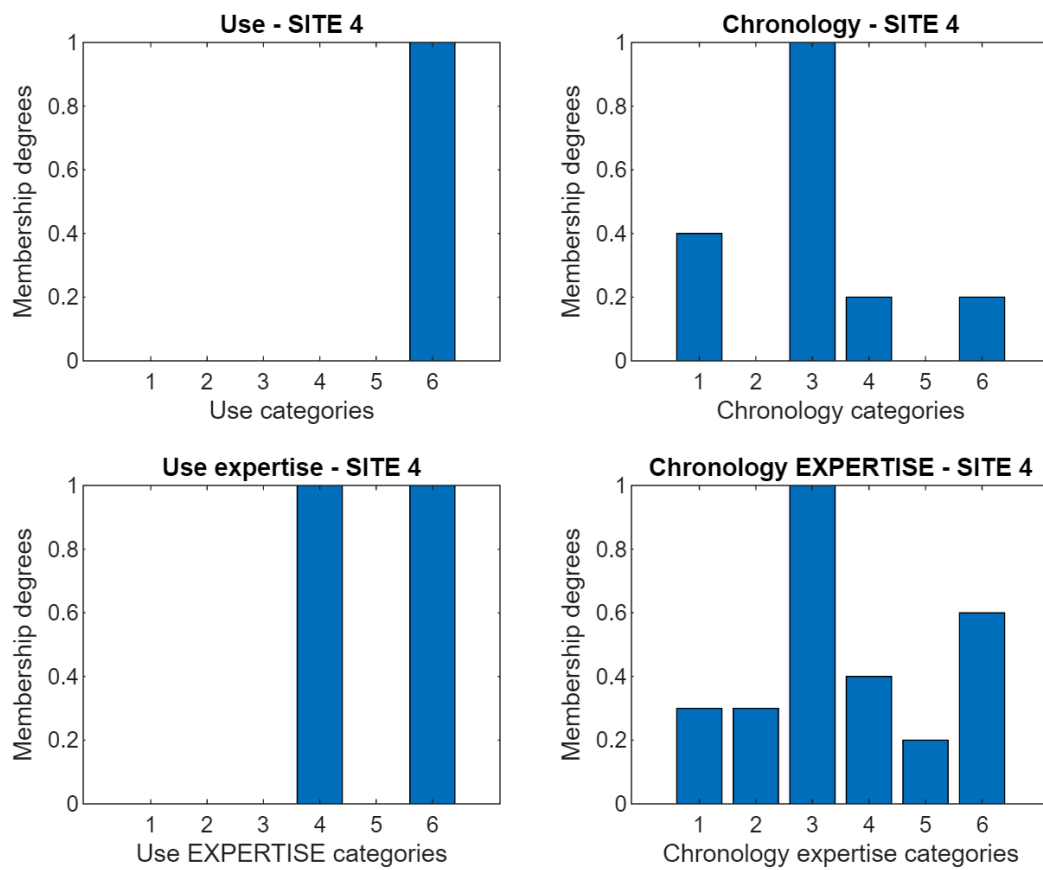 Use - SITE 4
1
0.8
0.6
0.4
0.2
0
Membership degrees
1 2 3 4 5 6
Use categories
Chronology - SITE 4
1
0.8
0.6
0.4
0.2
0
Membership degrees
1 2 3 4 5 6
Chronology categories
Use expertise - SITE 4
1
0.8
0.6
0.4
0.2
0
Membership degrees
1 2 3 4 5 6
Use EXPERTISE categories
Chronology EXPERTISE - SITE 4
1
0.8
0.6
0.4
0.2
0
Membership degrees
1 2 3 4 5 6
Chronology expertise categories